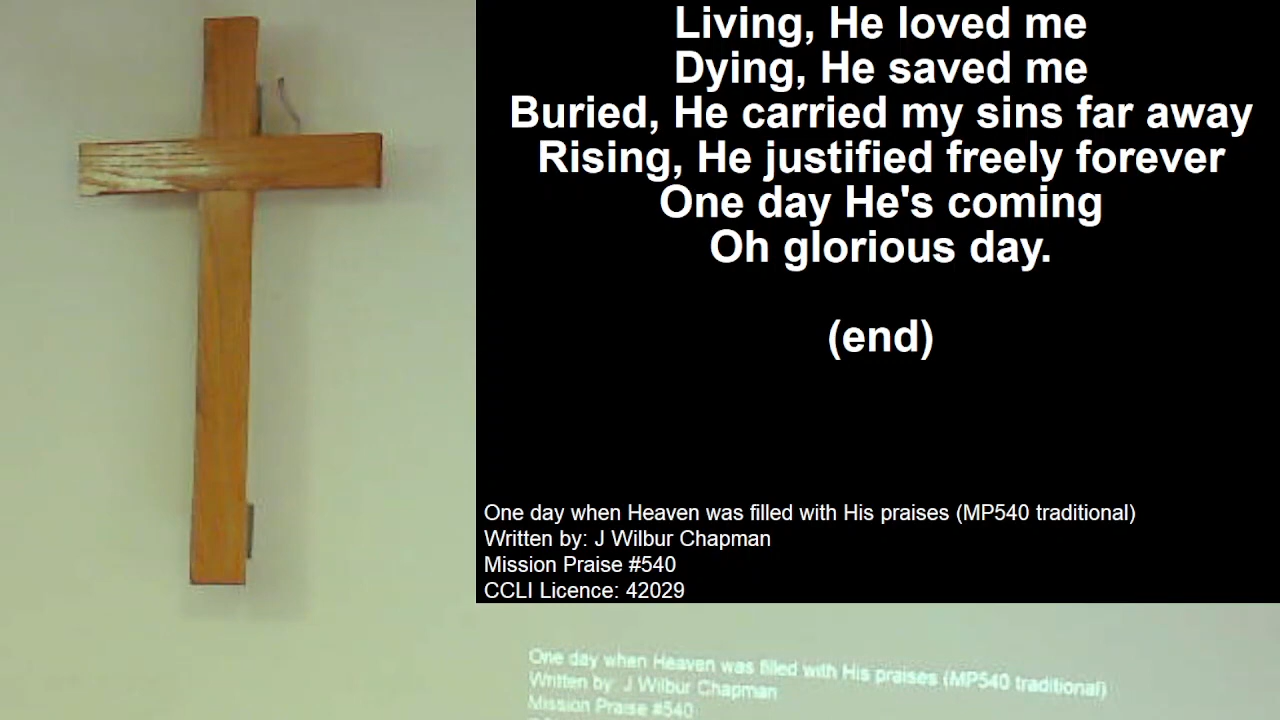 Living, He loved me
Dying, He saved me
Buried, He carried my sins far away
Rising, He justified freely forever
One day He's coming
Oh glorious day.
(end)
One day when Heaven was filled with His praises (MP540 traditional)
Written by: J Wilbur Chapman
Mission Praise #540
CCLI Licence: 42029
One day when Heaven was filled with His praises (MP540 traditional)
Written by: J Wilbur Chapman
Mission Praise #540